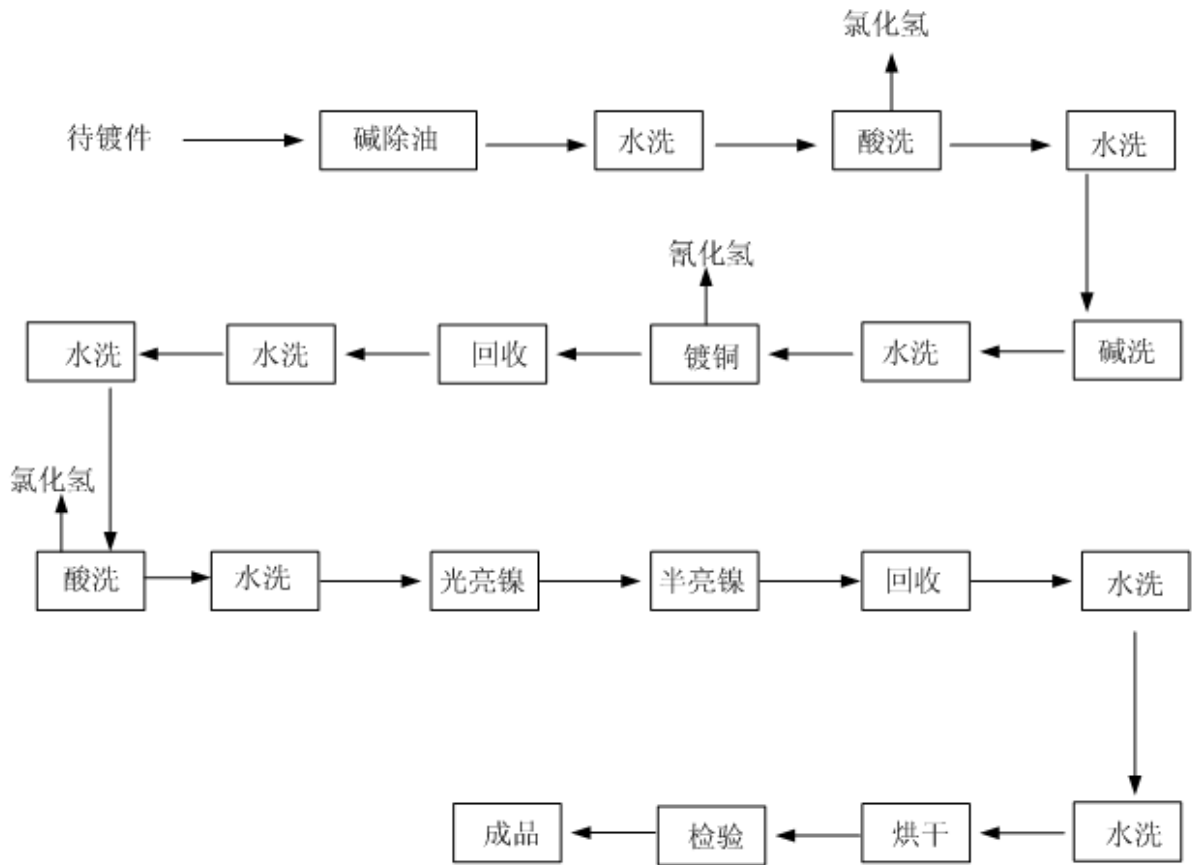 氯化氢
待镀件
碱除油
水洗
酸洗
水洗
氰化氢
水洗
水洗
回收
镀铜
水洗
碱洗
氯化氢
酸洗
水洗
光亮镍
半亮镍
回收
水洗
成品
检验
烘干
水洗